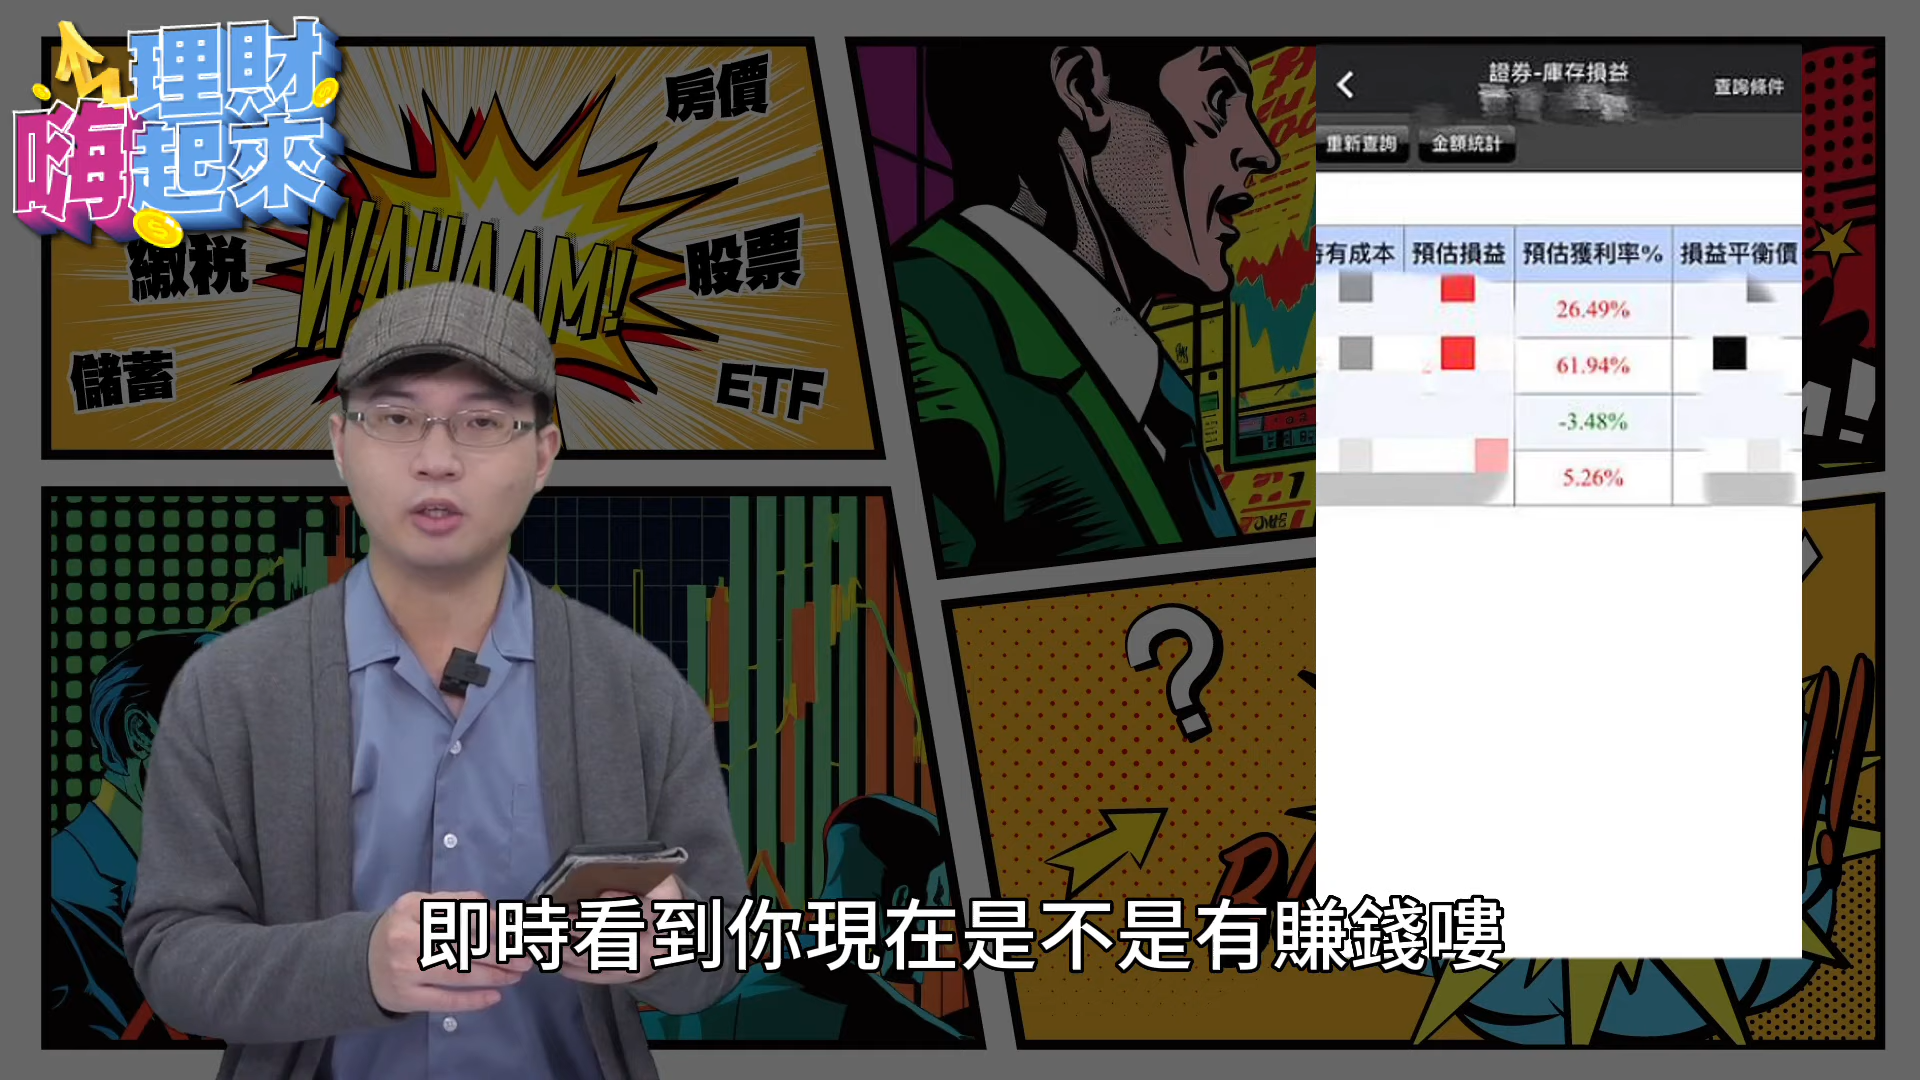 理財
嗨起來
房價
繳稅
WAHAAM!
股票
儲蓄
ETF
證券-庫存損益
查詢條件
重新查詢
金額統計
持有成本
預估損益
預估獲利率%
損益平衡價
26.49%
61.94%
-3.48%
5.26%
?
即時看到你現在是不是有賺錢嘍